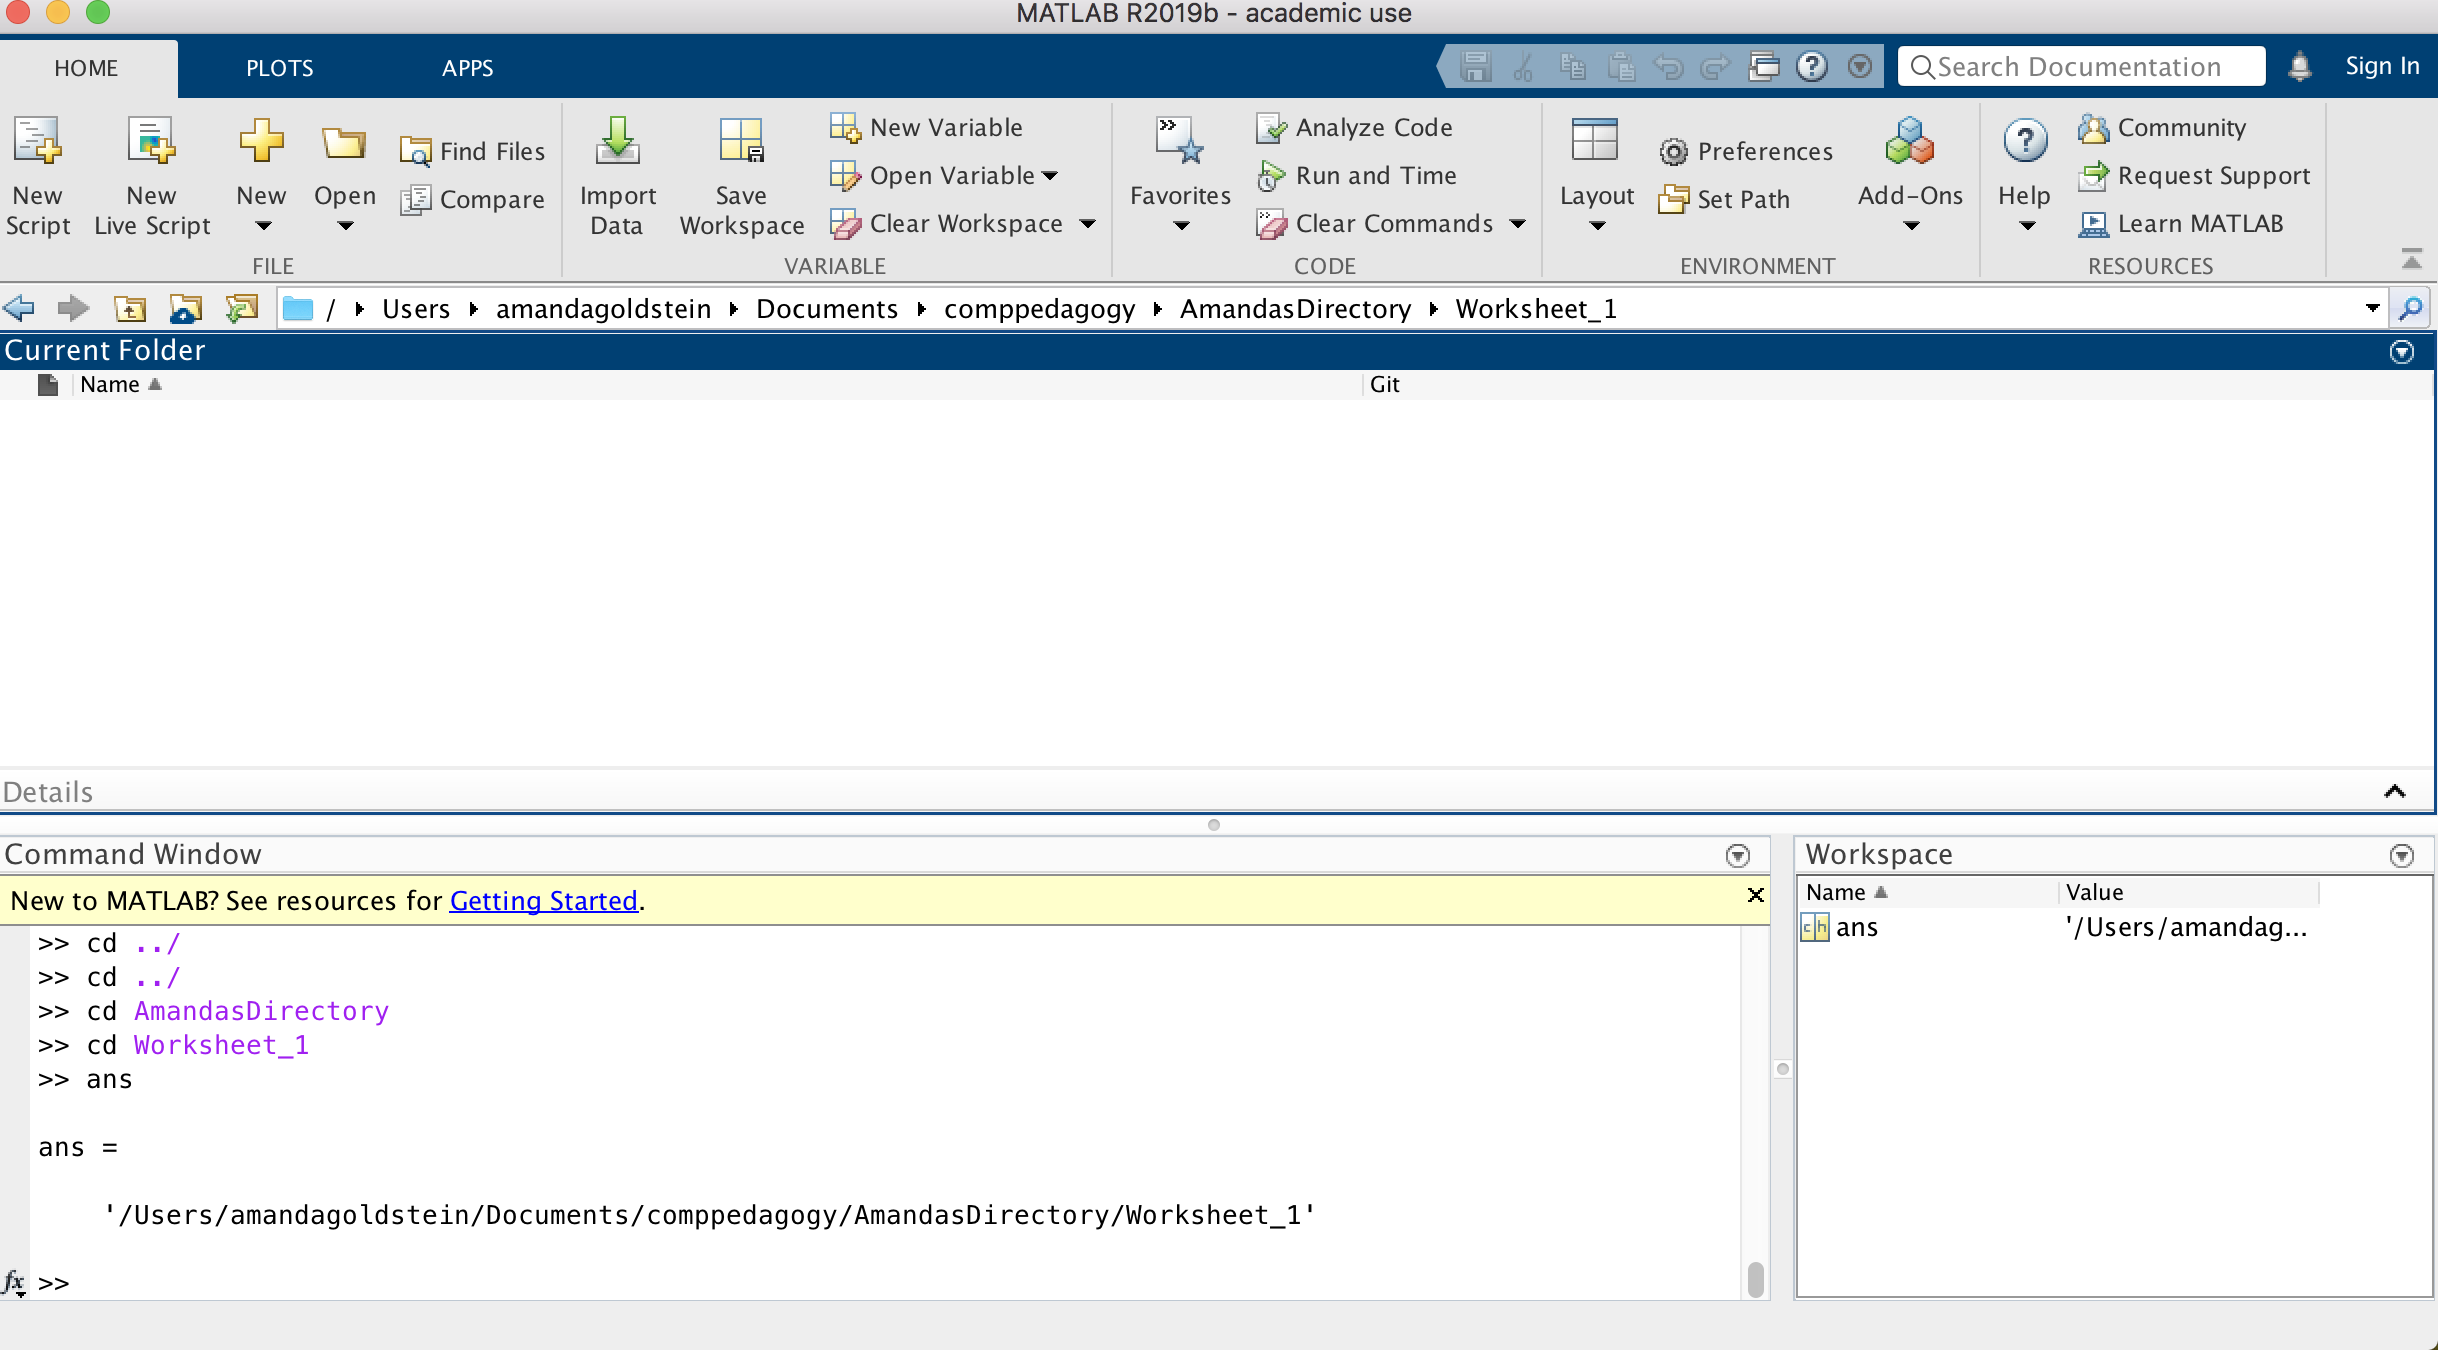 MATLAB R2019b - academic use
HOME PLOTS APPS Search Documentation Sign In
New Script
New Live Script
New
Open
Find Files
Compare
FILE
Import Data
Save Workspace
New Variable
Open Variable
Clear Workspace
VARIABLE
Favorites
Analyze Code
Run and Time
Clear Commands
CODE
Layout
Preferences
Set Path
Add-Ons
ENVIRONMENT
Help
Community
Request Support
Learn MATLAB
RESOURCES
/ Users amandagoldstein Documents comppedagogy AmandasDirectory Worksheet_1
Current Folder
Name Git
Details
Command Window
New to MATLAB? See resources for Getting Started.
>> cd ../
>> cd ../
>> cd AmandasDirectory
>> cd Worksheet_1
>> ans
ans =
'/Users/amandagoldstein/Documents/comppedagogy/AmandasDirectory/Worksheet_1'
fx >>
Workspace
Name Value
ans '/Users/amandag...